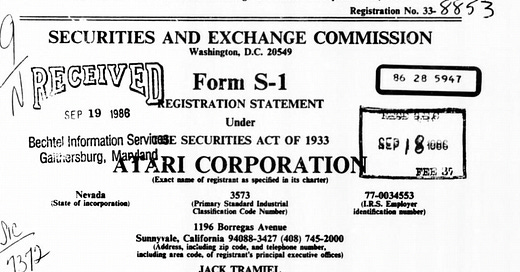 Registration No. 33-8853
SECURITIES AND EXCHANGE COMMISSION
Washington, D.C. 20549
RECEIVED
SEP 19 1986
Bechtel Information Services
Gaithersburg, Maryland
Form S-1
REGISTRATION STATEMENT
Under
THE SECURITIES ACT OF 1933
86 28 5947
SEP 18 1986
FEE
ATARI CORPORATION
(Exact name of registrant as specified in its charter)
Nevada
(State of incorporation)
3573
(Primary Standard Industrial
Classification Code Number)
77-0034553
(I.R.S. Employer
identification number)
1196 Borregas Avenue
Sunnyvale, California 94088-3427 (408) 745-2000
(Address, including zip code, and telephone number,
including area code, of registrant's principal executive offices)
JACK TRAMIEL
sic
7372